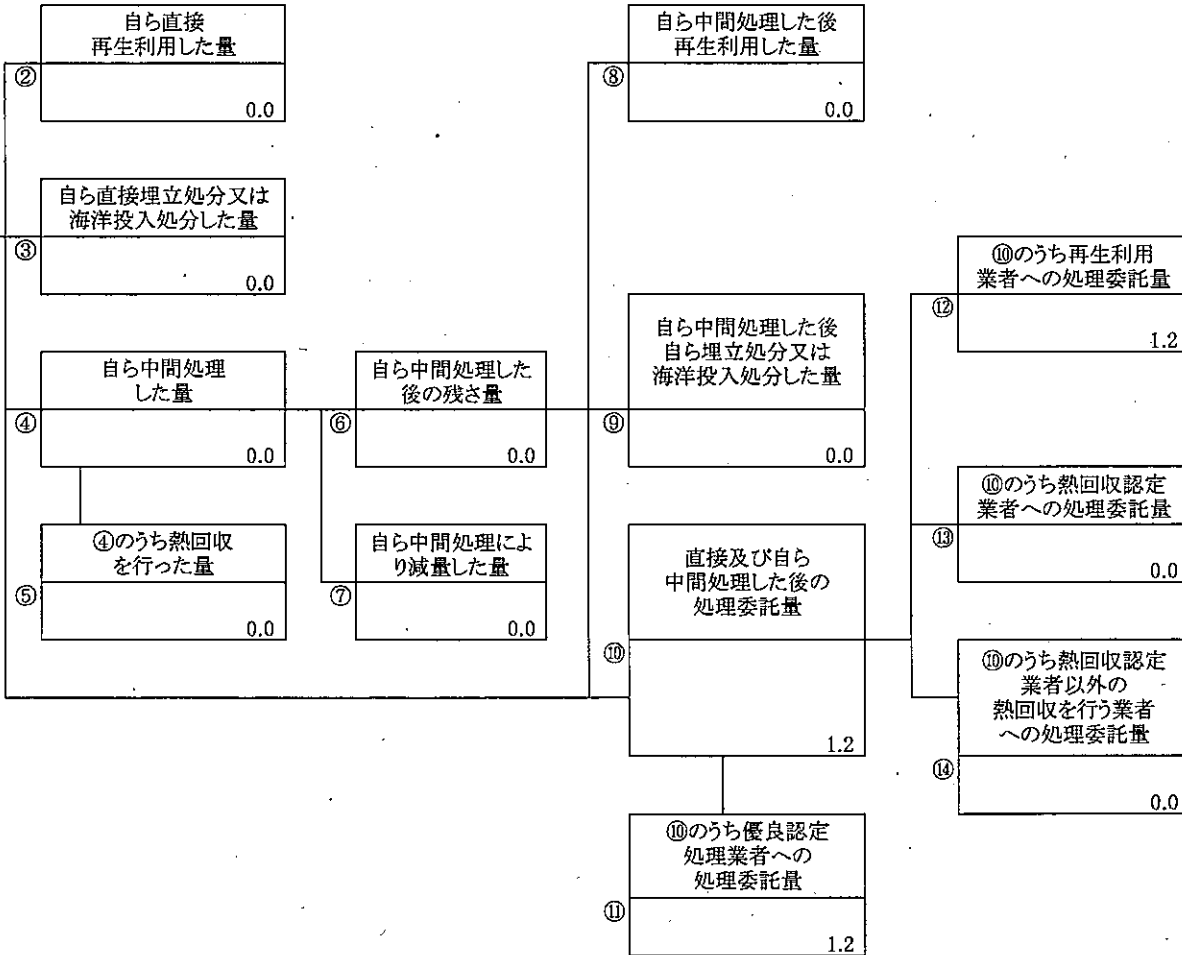 自ら直接
再生利用した量
②
0.0
自ら直接埋立処分又は
海洋投入処分した量
③
0.0
自ら中間処理
した量
④
0.0
④のうち熱回収
を行った量
⑤
0.0
自ら中間処理した
後の残さ量
⑥
0.0
自ら中間処理によ
り減量した量
⑦
0.0
自ら中間処理した後
再生利用した量
⑧
0.0
自ら中間処理した後
自ら埋立処分又は
海洋投入処分した量
⑨
0.0
直接及び自ら
中間処理した後の
処理委託量
⑩
1.2
⑩のうち優良認定
処理業者への
処理委託量
⑪
1.2
⑩のうち再生利用
業者への処理委託量
⑫
1.2
⑩のうち熱回収認定
業者への処理委託量
⑬
0.0
⑩のうち熱回収認定
業者以外の
熱回収を行う業者
への処理委託量
⑭
0.0